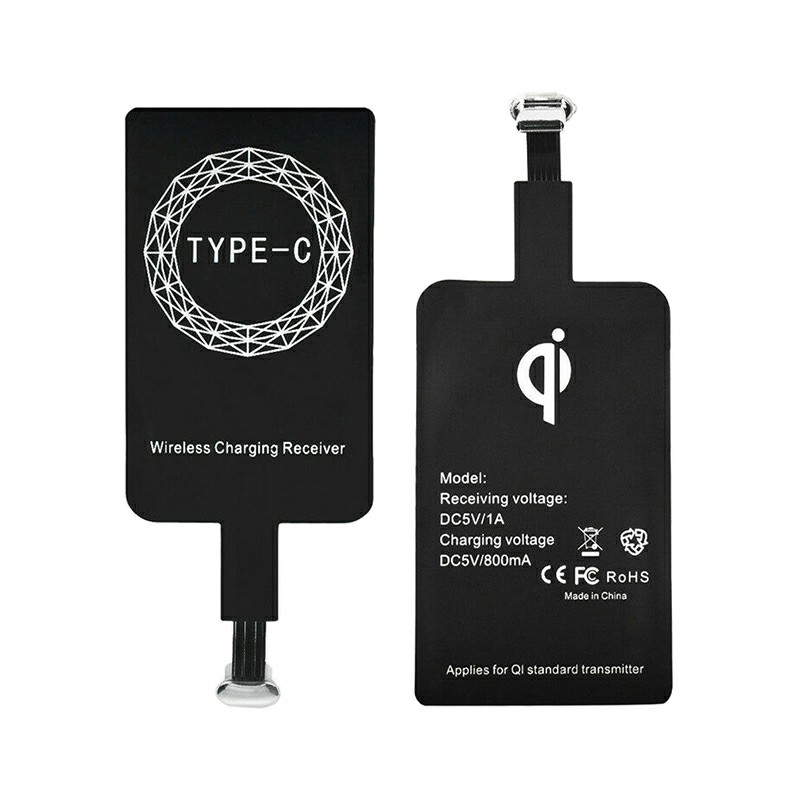 TYPE-C
Wireless Charging Receiver
qi
Model:
Receiving voltage:
DC5V/1A
Charging voltage
DC5V/800mA
CE FC RoHS
Made in China
Applies for QI standard transmitter